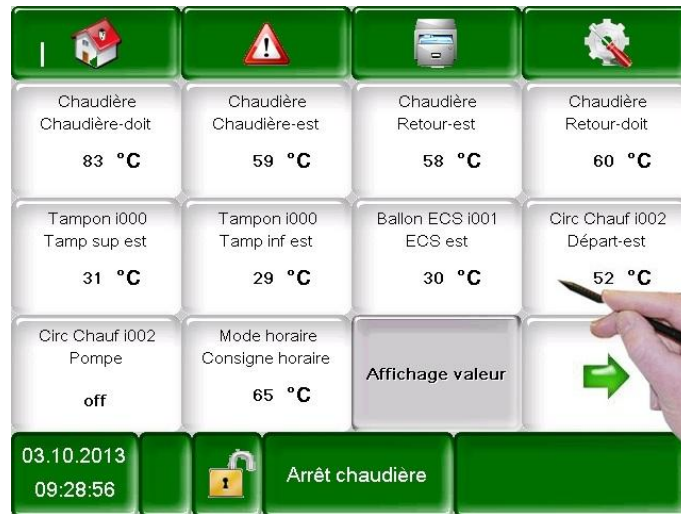 Chaudière
Chaudière-doit
83 °C
Chaudière
Chaudière-est
59 °C
Chaudière
Retour-est
58 °C
Chaudière
Retour-doit
60 °C
Tampon i000
Tamp sup est
31 °C
Tampon i000
Tamp inf est
29 °C
Ballon ECS i001
ECS est
30 °C
Circ Chauf i002
Départ-est
52 °C
Circ Chauf i002
Pompe
off
Mode horaire
Consigne horaire
65 °C
Affichage valeur
03.10.2013
09:28:56
Arrêt chaudière